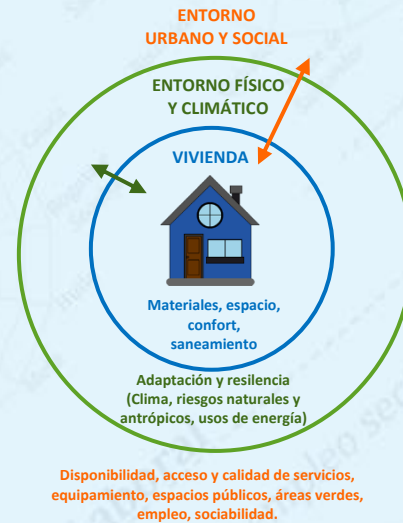 ENTORNO
URBANO Y SOCIAL
ENTORNO FÍSICO
Y CLIMÁTICO
VIVIENDA
Materiales, espacio,
confort,
saneamiento
Adaptación y resilencia
(Clima, riesgos naturales y
antrópicos, usos de energía)
Disponibilidad, acceso y calidad de servicios,
equipamiento, espacios públicos, áreas verdes,
empleo, sociabilidad.